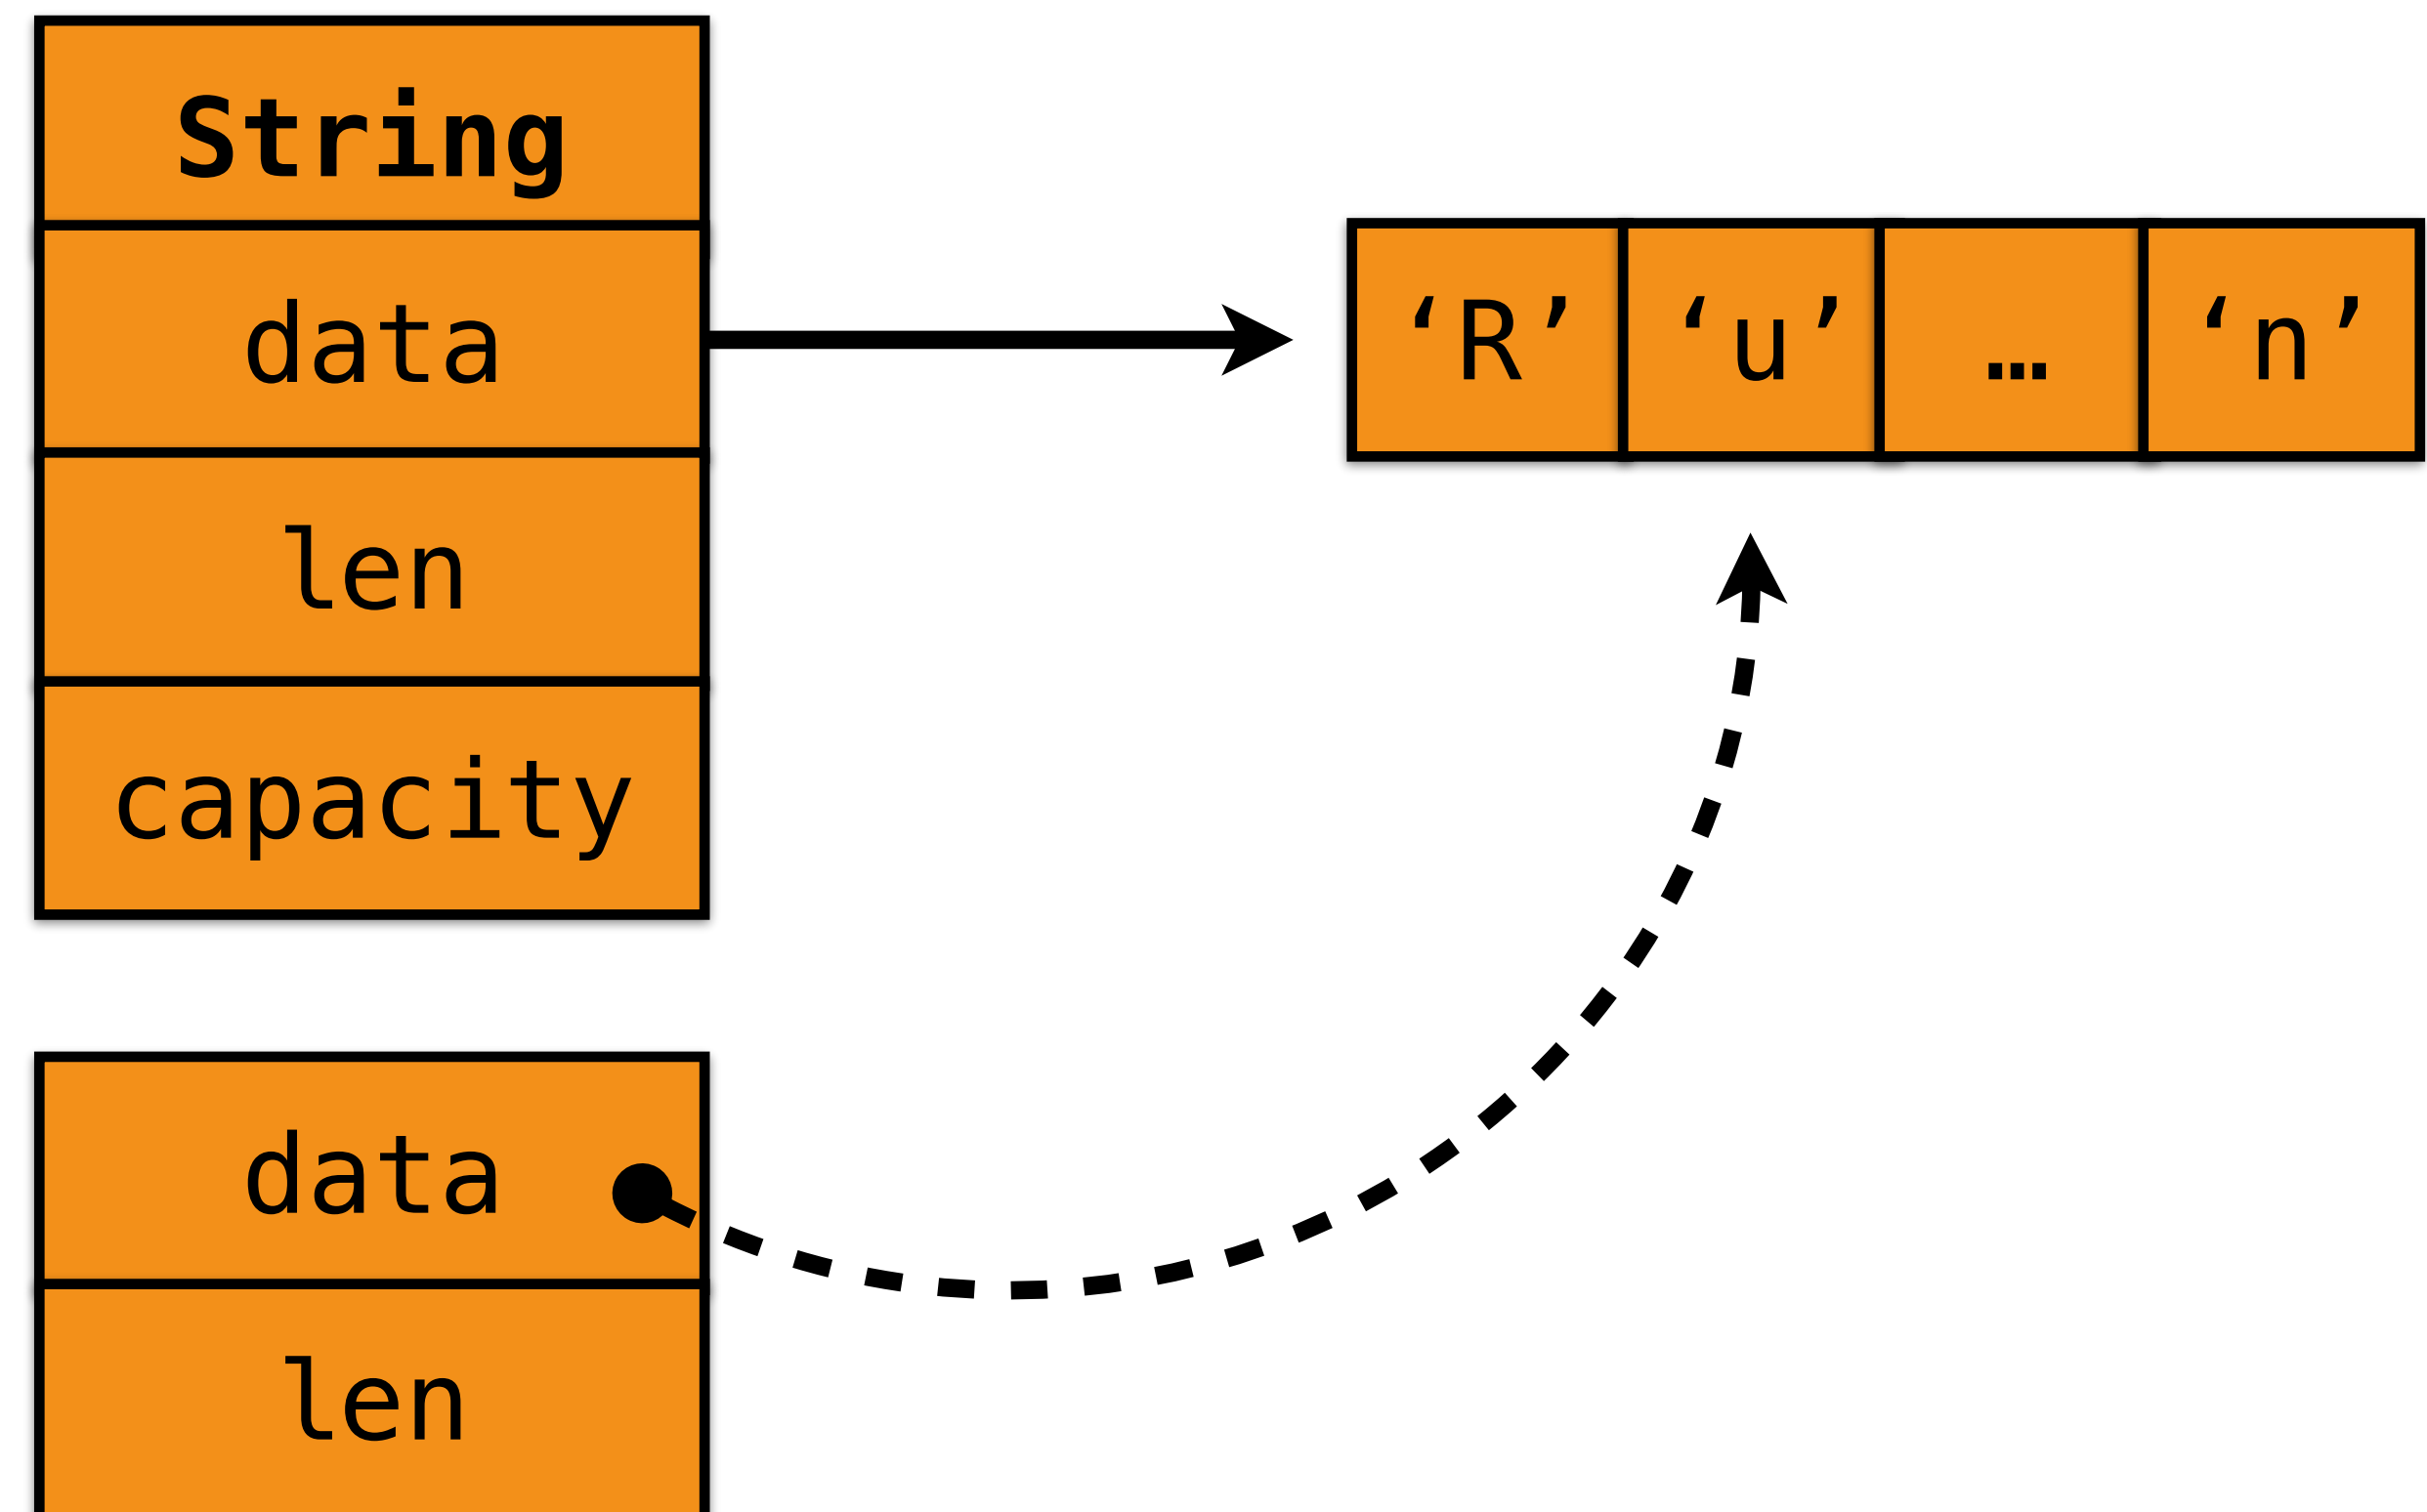 String
data
‘R’ ‘u’ … ‘n’
len
capacity
data
len